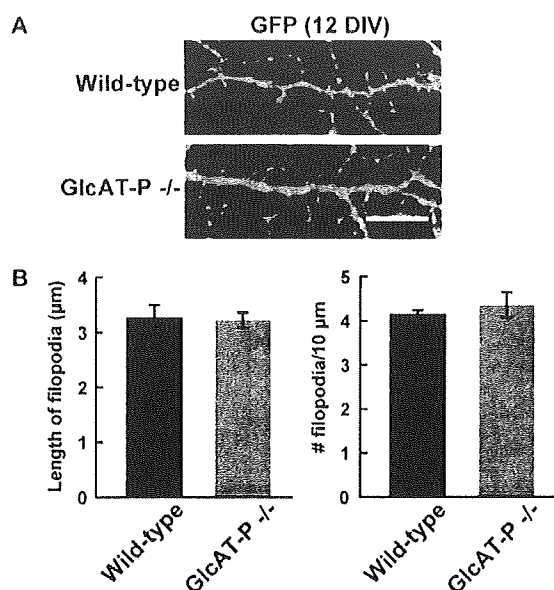 A
GFP (12 DIV)
Wild-type
GlcAT-P -/-
B
Length of filopodia (µm)
4
3
2
1
0
Wild-type
GlcAT-P -/-
# filopodia/10 µm
5
4
3
2
1
0
Wild-type
GlcAT-P -/-